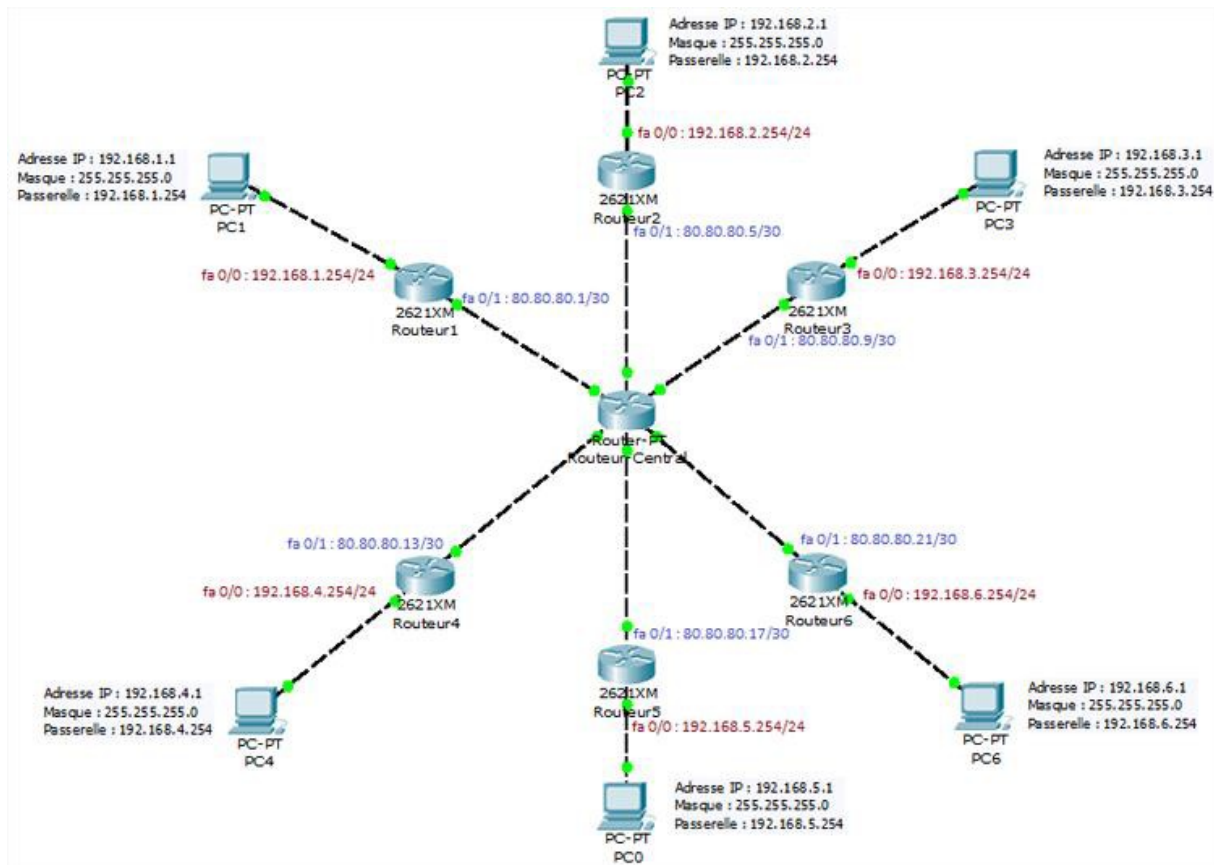 Adresse IP : 192.168.2.1
Masque : 255.255.255.0
Passerelle : 192.168.2.254
PC-PT
PC2
fa 0/0 : 192.168.2.254/24
2621XM
Routeur2
fa 0/1 : 80.80.80.5/30
Adresse IP : 192.168.1.1
Masque : 255.255.255.0
Passerelle : 192.168.1.254
PC-PT
PC1
fa 0/0 : 192.168.1.254/24
fa 0/1 : 80.80.80.1/30
2621XM
Routeur1
Adresse IP : 192.168.3.1
Masque : 255.255.255.0
Passerelle : 192.168.3.254
PC-PT
PC3
fa 0/0 : 192.168.3.254/24
2621XM
Routeur3
fa 0/1 : 80.80.80.9/30
Router-PT
Routeur-Central
fa 0/1 : 80.80.80.13/30
fa 0/0 : 192.168.4.254/24
2621XM
Routeur4
Adresse IP : 192.168.4.1
Masque : 255.255.255.0
Passerelle : 192.168.4.254
PC-PT
PC4
fa 0/1 : 80.80.80.17/30
2621XM
Routeur5
fa 0/0 : 192.168.5.254/24
Adresse IP : 192.168.5.1
Masque : 255.255.255.0
Passerelle : 192.168.5.254
PC-PT
PC0
fa 0/1 : 80.80.80.21/30
fa 0/0 : 192.168.6.254/24
2621XM
Routeur6
Adresse IP : 192.168.6.1
Masque : 255.255.255.0
Passerelle : 192.168.6.254
PC-PT
PC6